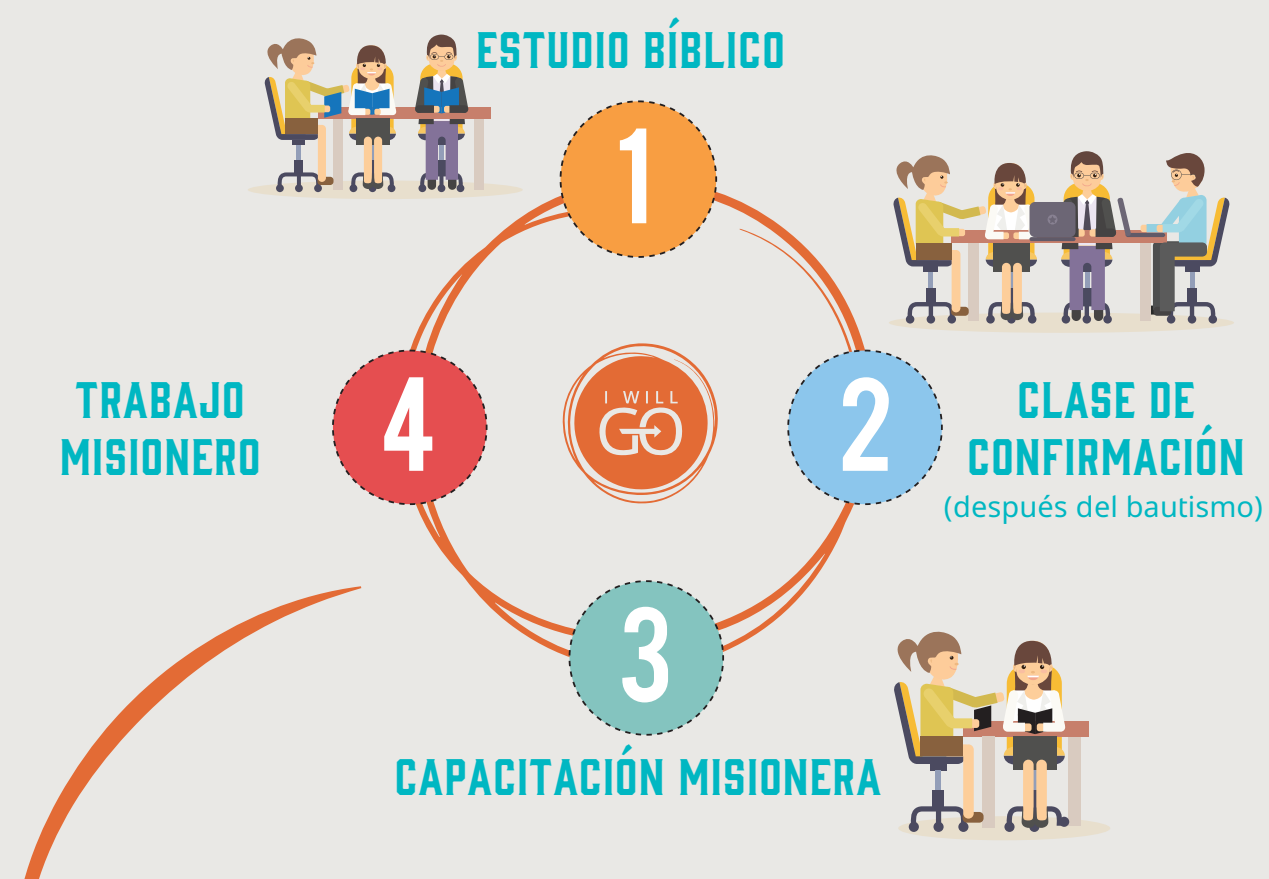 ESTUDIO BÍBLICO
1
2
CLASE DE
CONFIRMACIÓN
(después del bautismo)
3
CAPACITACIÓN MISIONERA
4
TRABAJO
MISIONERO
I WILL
GO